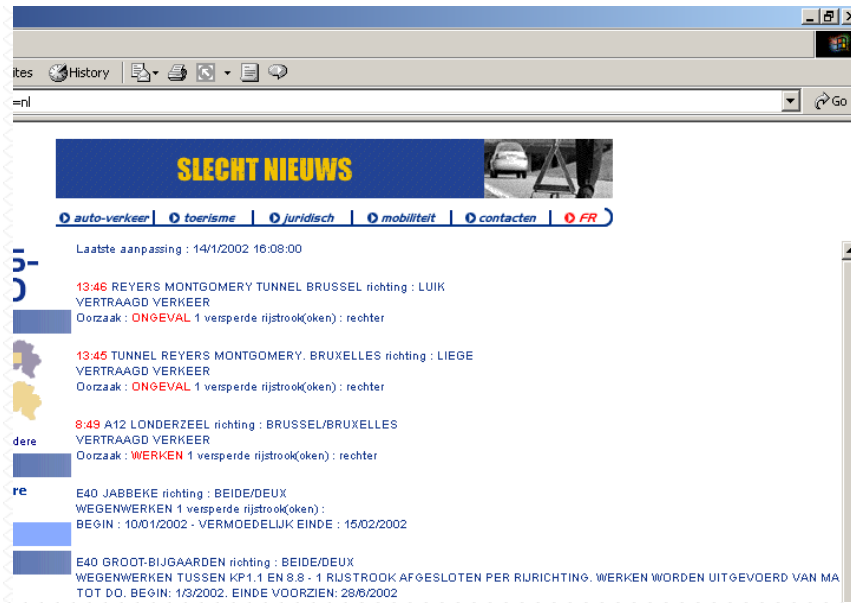 ites History
=nl Go
SLECHT NIEUWS
auto-verkeer toerisme juridisch mobiliteit contacten FR
Laatste aanpassing : 14/1/2002 16:08:00
S-
O
13:46 REYERS MONTGOMERY TUNNEL BRUSSEL richting : LUIK
VERTRAAGD VERKEER
Oorzaak : ONGEVAL 1 versperde rijstrook(oken) : rechter
13:45 TUNNEL REYERS MONTGOMERY. BRUXELLES richting : LIEGE
VERTRAAGD VERKEER
Oorzaak : ONGEVAL 1 versperde rijstrook(oken) : rechter
8:49 A12 LONDERZEEL richting : BRUSSEL/BRUXELLES
dere
VERTRAAGD VERKEER
Oorzaak : WERKEN 1 versperde rijstrook(oken) : rechter
re
E40 JABBEKE richting : BEIDE/DEUX
WEGENWERKEN 1 versperde rijstrook(oken) :
BEGIN : 10/01/2002 - VERMOEDELIJK EINDE : 15/02/2002
E40 GROOT-BIJGAARDEN richting : BEIDE/DEUX
WEGENWERKEN TUSSEN KP1.1 EN 8.8 - 1 RIJSTROOK AFGESLOTEN PER RIJRICHTING. WERKEN WORDEN UITGEVOERD VAN MA
TOT DO. BEGIN: 1/3/2002. EINDE VOORZIEN: 28/6/2002